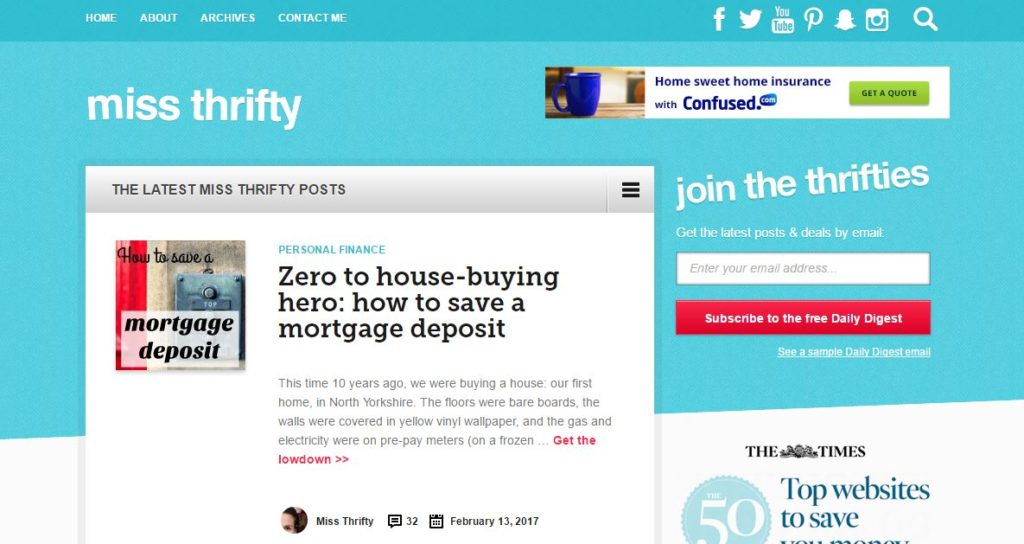 HOME ABOUT ARCHIVES CONTACT ME
You
Tube
miss thrifty
Home sweet home insurance
with Confused.com
GET A QUOTE
THE LATEST MISS THRIFTY POSTS
How to save a
TOP
mortgage
deposit
PERSONAL FINANCE
Zero to house-buying
hero: how to save a
mortgage deposit
This time 10 years ago, we were buying a house: our first
home, in North Yorkshire. The floors were bare boards, the
walls were covered in yellow vinyl wallpaper, and the gas and
electricity were on pre-pay meters (on a frozen … Get the
lowdown >>
Miss Thrifty 32 February 13, 2017
join the thrifties
Get the latest posts & deals by email:
Enter your email address...
Subscribe to the free Daily Digest
See a sample Daily Digest email
THE TIMES
THE
50
Top websites
to save
you money